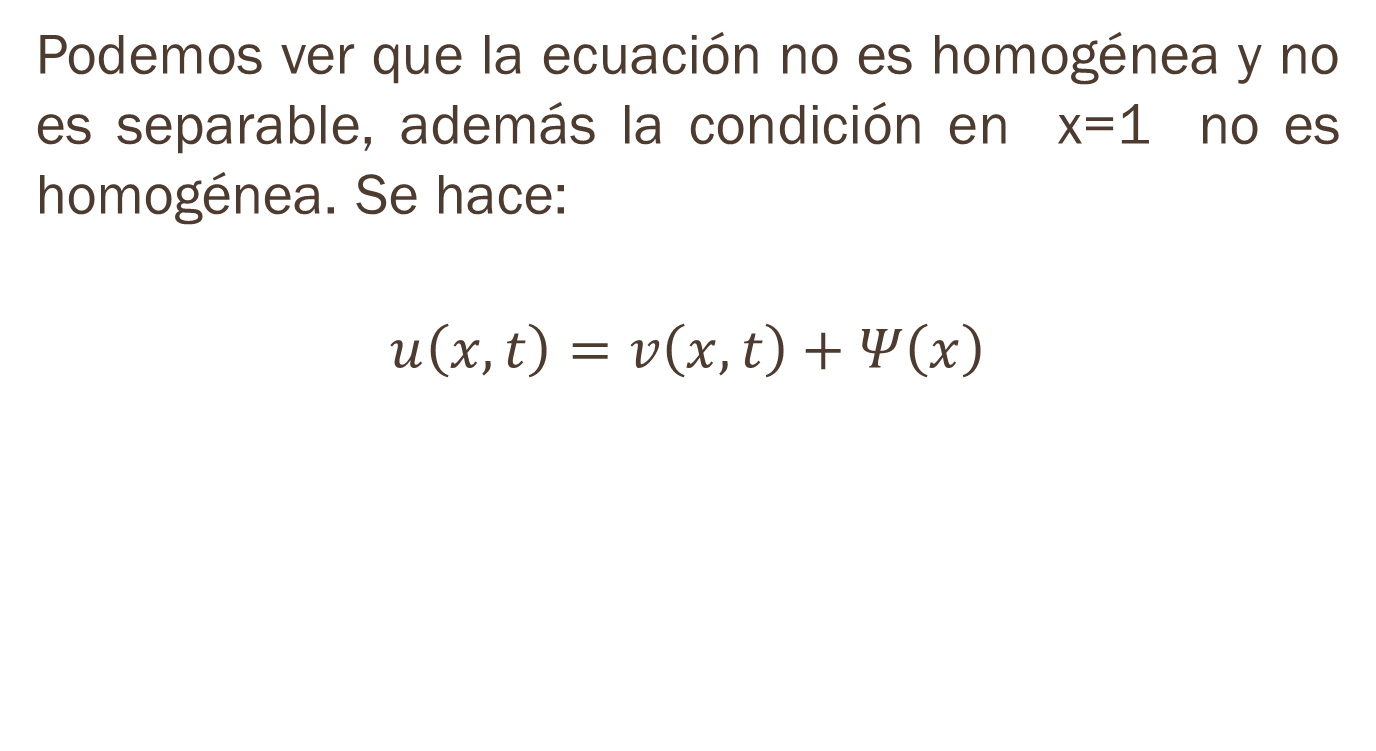 Podemos ver que la ecuación no es homogénea y no
es separable, además la condición en x=1 no es
homogénea. Se hace:
𝑢(𝑥, 𝑡) = 𝑣(𝑥, 𝑡) + 𝛹(𝑥)